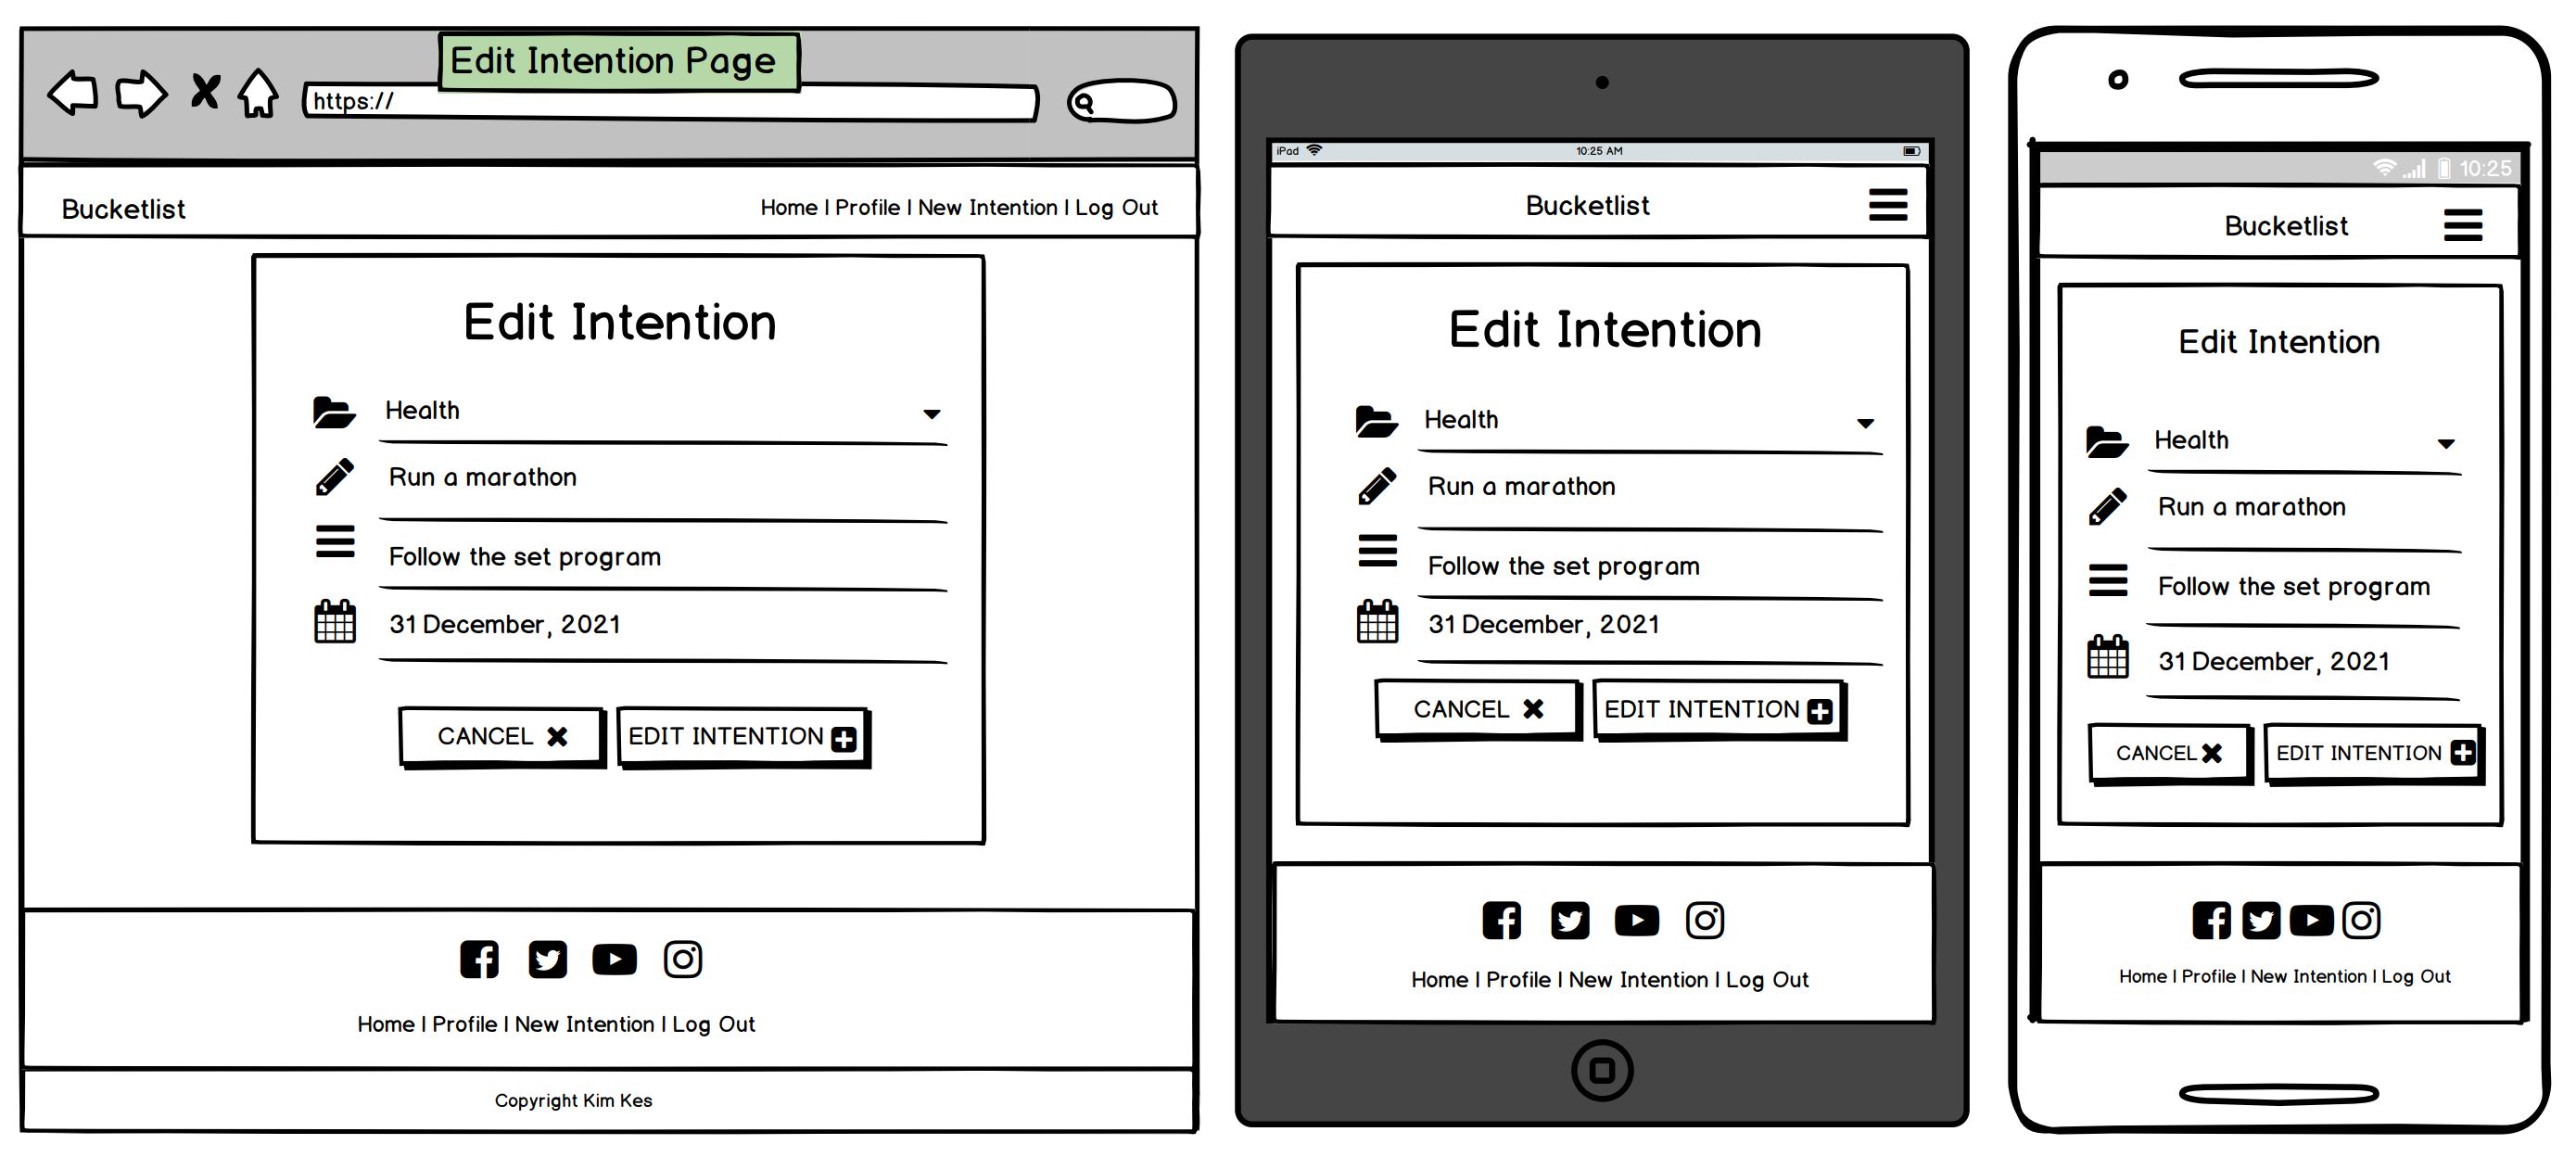 Edit Intention Page
https://
Bucketlist
Home | Profile | New Intention | Log Out
Edit Intention
Health
Run a marathon
Follow the set program
31 December, 2021
CANCEL
EDIT INTENTION
Home | Profile | New Intention | Log Out
Copyright Kim Kes
iPad
10:25 AM
Bucketlist
Edit Intention
Health
Run a marathon
Follow the set program
31 December, 2021
CANCEL
EDIT INTENTION
Home | Profile | New Intention | Log Out
10:25
Bucketlist
Edit Intention
Health
Run a marathon
Follow the set program
31 December, 2021
CANCEL
EDIT INTENTION
Home | Profile | New Intention | Log Out